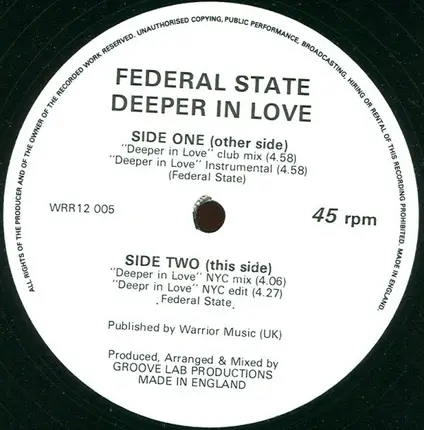 ALL RIGHTS OF THE PRODUCER AND OF THE OWNER OF THE RECORDED WORK RESERVED. UNAUTHORISED COPYING, PUBLIC PERFORMANCE, BROADCASTING, HIRING OR RENTAL OF THIS RECORDING PROHIBITED. MADE IN ENGLAND.
FEDERAL STATE
DEEPER IN LOVE
SIDE ONE (other side)
"Deeper in Love" club mix (4.58)
"Deeper in Love" Instrumental (4.58)
(Federal State)
WRR12 005
45 rpm
SIDE TWO (this side)
"Deeper in Love" NYC mix (4.06)
"Deepr in Love" NYC edit (4.27)
.Federal State.
Published by Warrior Music (UK)
Produced, Arranged & Mixed by
GROOVE LAB PRODUCTIONS
MADE IN ENGLAND